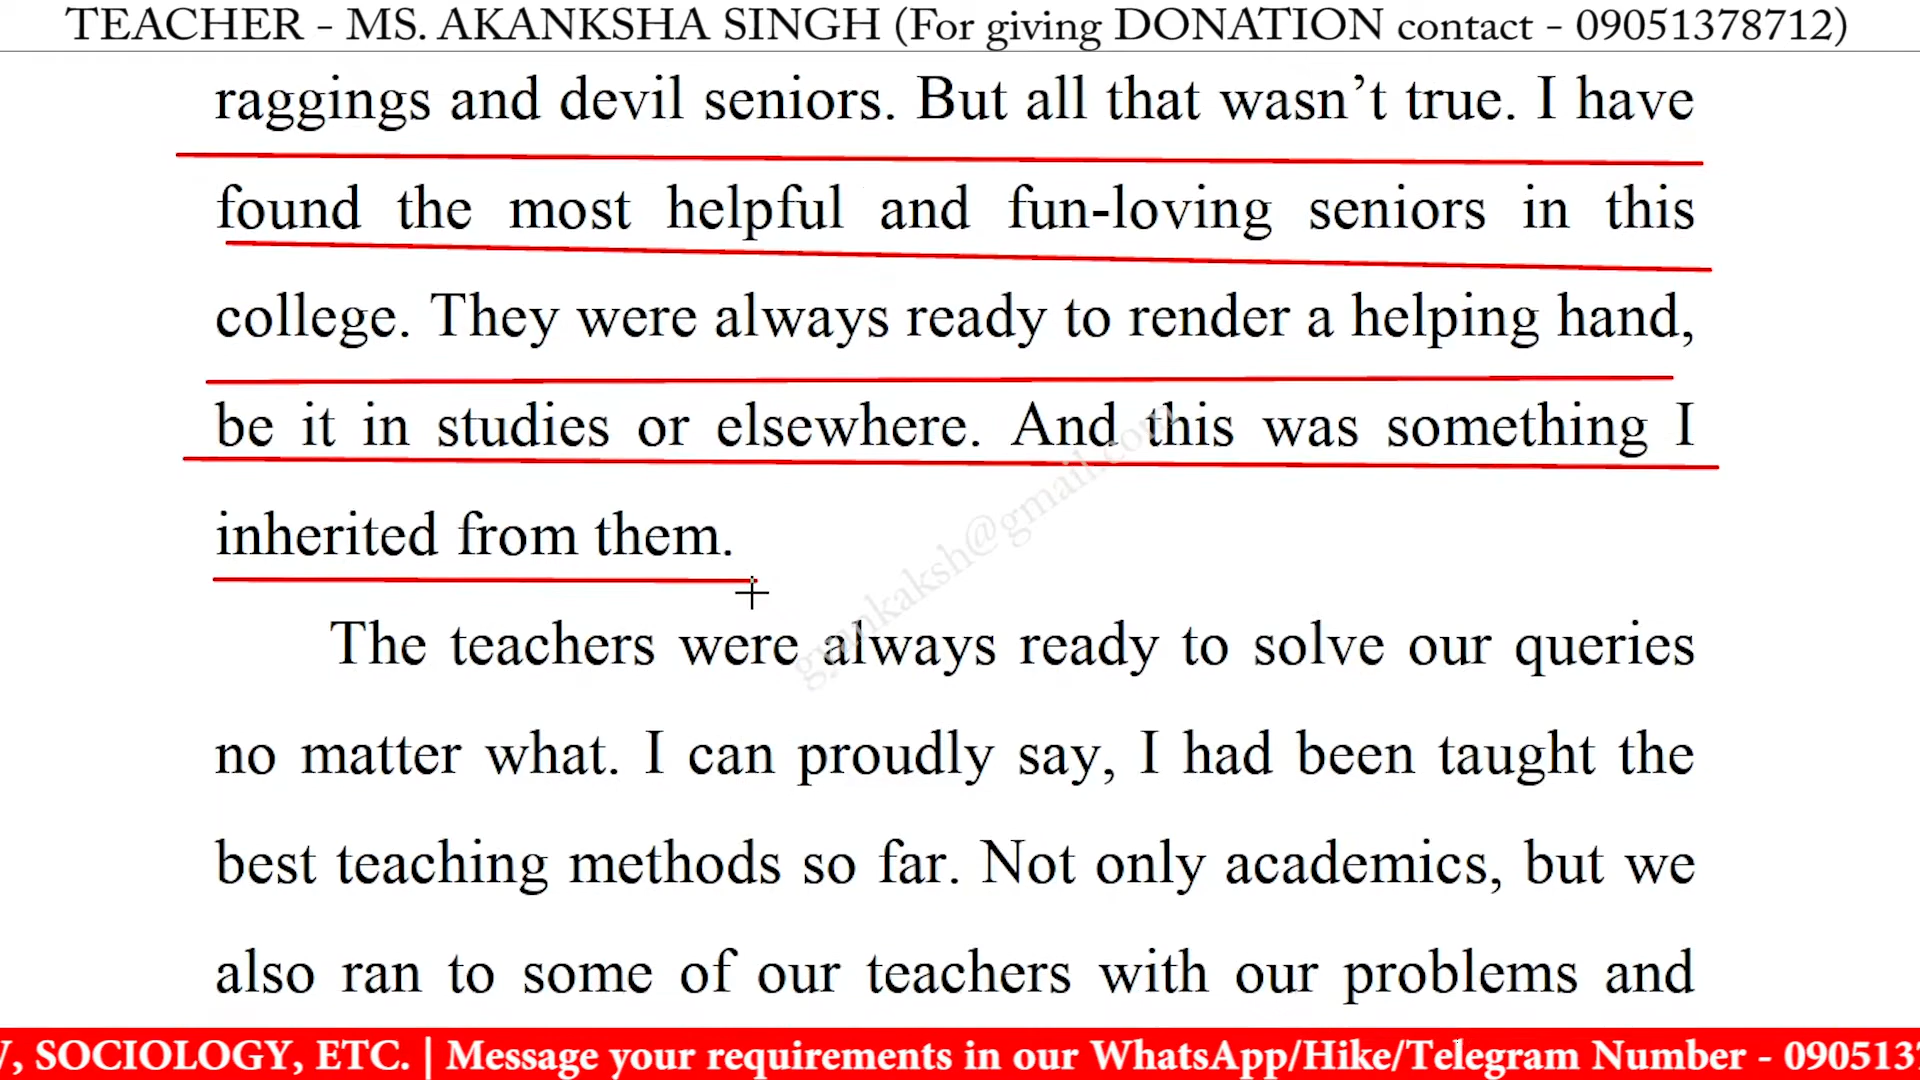 TEACHER - MS. AKANKSHA SINGH (For giving DONATION contact - 09051378712)
raggings and devil seniors. But all that wasn’t true. I have
found the most helpful and fun-loving seniors in this
college. They were always ready to render a helping hand,
be it in studies or elsewhere. And this was something I
inherited from them.
gyankaksh@gmail.com
The teachers were always ready to solve our queries
no matter what. I can proudly say, I had been taught the
best teaching methods so far. Not only academics, but we
also ran to some of our teachers with our problems and
, SOCIOLOGY, ETC. | Message your requirements in our WhatsApp/Hike/Telegram Number - 090513